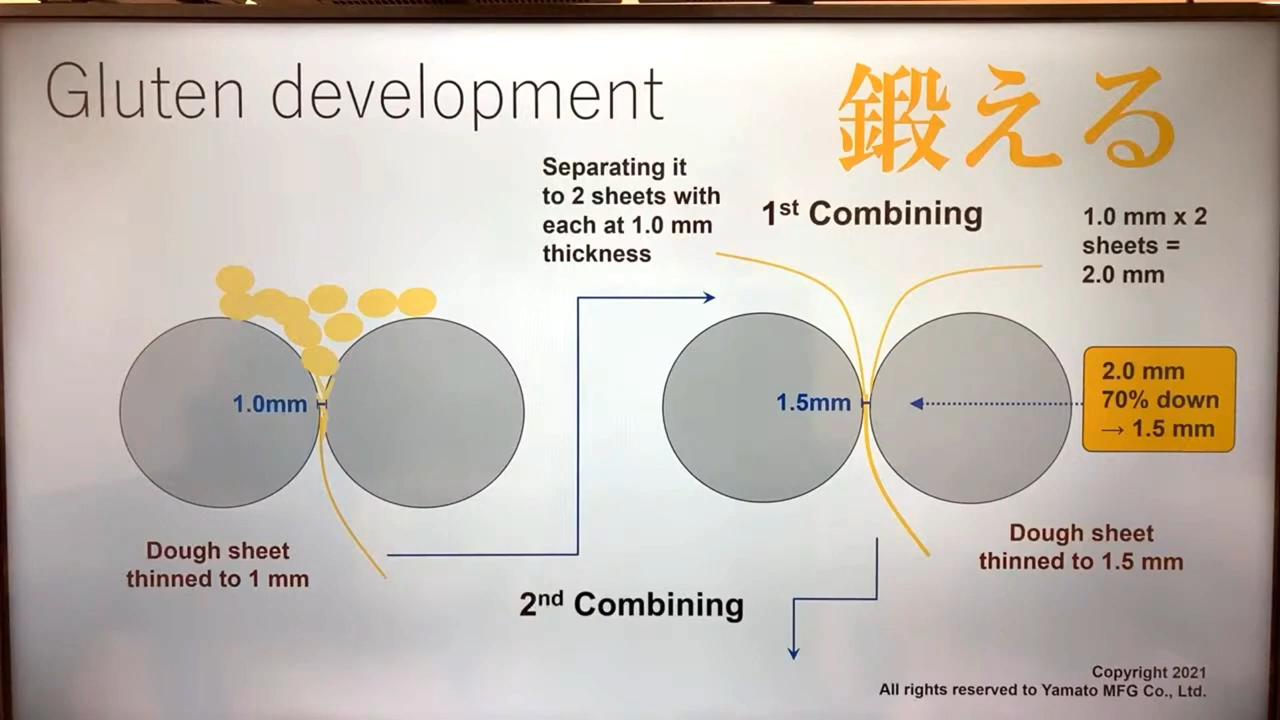 Gluten development
鍛える
Separating it
to 2 sheets with
each at 1.0 mm
thickness
1st Combining
1.0 mm x 2
sheets =
2.0 mm
1.0mm
1.5mm
2.0 mm
70% down
→ 1.5 mm
Dough sheet
thinned to 1 mm
Dough sheet
thinned to 1.5 mm
2nd Combining
Copyright 2021
All rights reserved to Yamato MFG Co., Ltd.